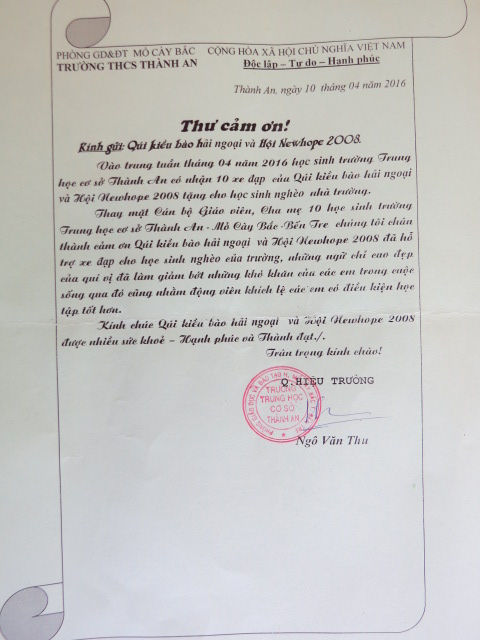 PHÒNG GD&ĐT MỎ CÀY BẮC CỘNG HÒA XÃ HỘI CHỦ NGHĨA VIỆT NAM
TRƯỜNG THCS THÀNH AN Độc lập – Tự do – Hạnh phúc
Thành An, ngày 10 tháng 04 năm 2016
Thư cảm ơn!
Kính gửi: Qúi kiều bào hãi ngoại và Hội Newhope 2008.
Vào trung tuần tháng 04 năm 2016 học sinh trường Trung
học cơ sở Thành An có nhận 10 xe đạp của Qúi kiều bào hải ngoại
và Hội Newhope 2008 tặng cho học sinh nghèo nhà trường.
Thay mặt Cán bộ Giáo viên, Cha mẹ 10 học sinh trường
Trung học cơ sở Thành An - Mỏ Cày Bắc-Bến Tre chúng tôi chân
thành cảm ơn Qúi kiều bào hãi ngoại và Hội Newhope 2008 đã hỗ
trợ xe đạp cho học sinh nghèo của trường, những ngữ chỉ cao đẹp
của quí vị đã làm giảm bớt những khó khăn của các em trong cuộc
sống qua đó cũng nhằm động viên khích lệ các em có điều kiện học
tập tốt hơn.
Kính chúc Qúi kiều bào hãi ngoại và Hội Newhope 2008
được nhiều sức khoẻ – Hạnh phúc và Thành đạt./.
Trân trọng kính chào!
Q.HIỆU TRƯỞNG
TRƯỜNG
TRUNG HỌC
CƠ SỞ
THÀNH AN
Ngô Văn Thu